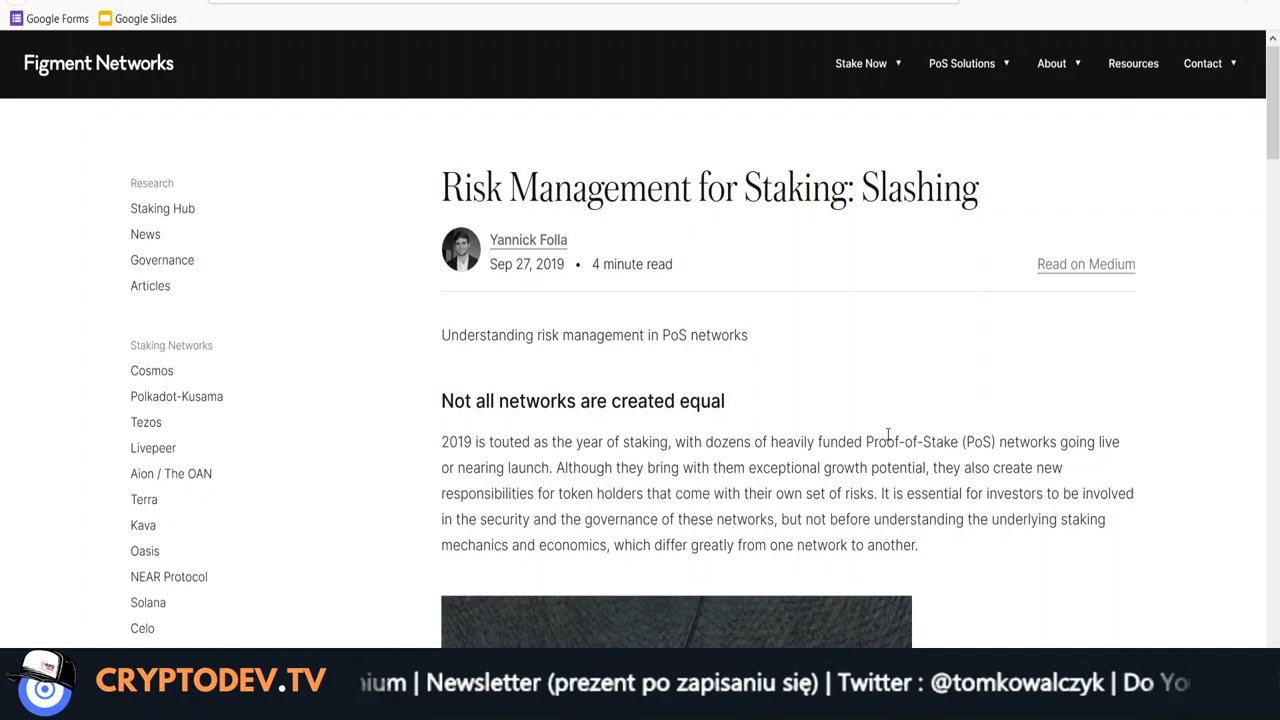 Google Forms
Google Slides
Figment Networks
Stake Now
PoS Solutions
About
Resources
Contact
Research
Staking Hub
News
Governance
Articles
Staking Networks
Cosmos
Polkadot-Kusama
Tezos
Livepeer
Aion / The OAN
Terra
Kava
Oasis
NEAR Protocol
Solana
Celo
Risk Management for Staking: Slashing
Yannick Folla
Sep 27, 2019 • 4 minute read
Read on Medium
Understanding risk management in PoS networks
Not all networks are created equal
2019 is touted as the year of staking, with dozens of heavily funded Proof-of-Stake (PoS) networks going live
or nearing launch. Although they bring with them exceptional growth potential, they also create new
responsibilities for token holders that come with their own set of risks. It is essential for investors to be involved
in the security and the governance of these networks, but not before understanding the underlying staking
mechanics and economics, which differ greatly from one network to another.
CRYPTODEV.TV
| Newsletter (prezent po zapisaniu się) | Twitter : @tomkowalczyk | Do